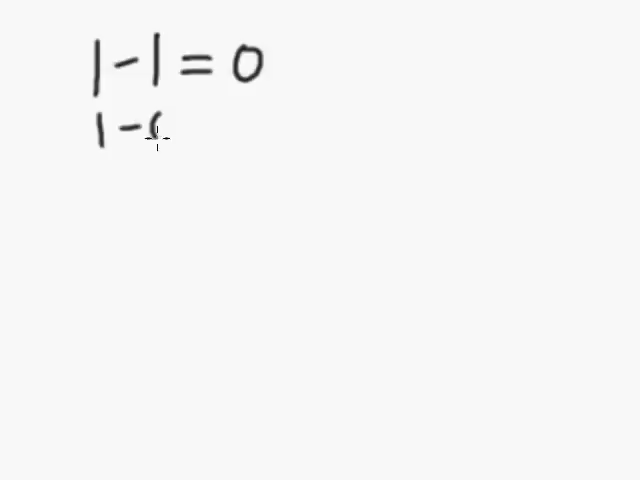 1 - 1 = 0
1 -